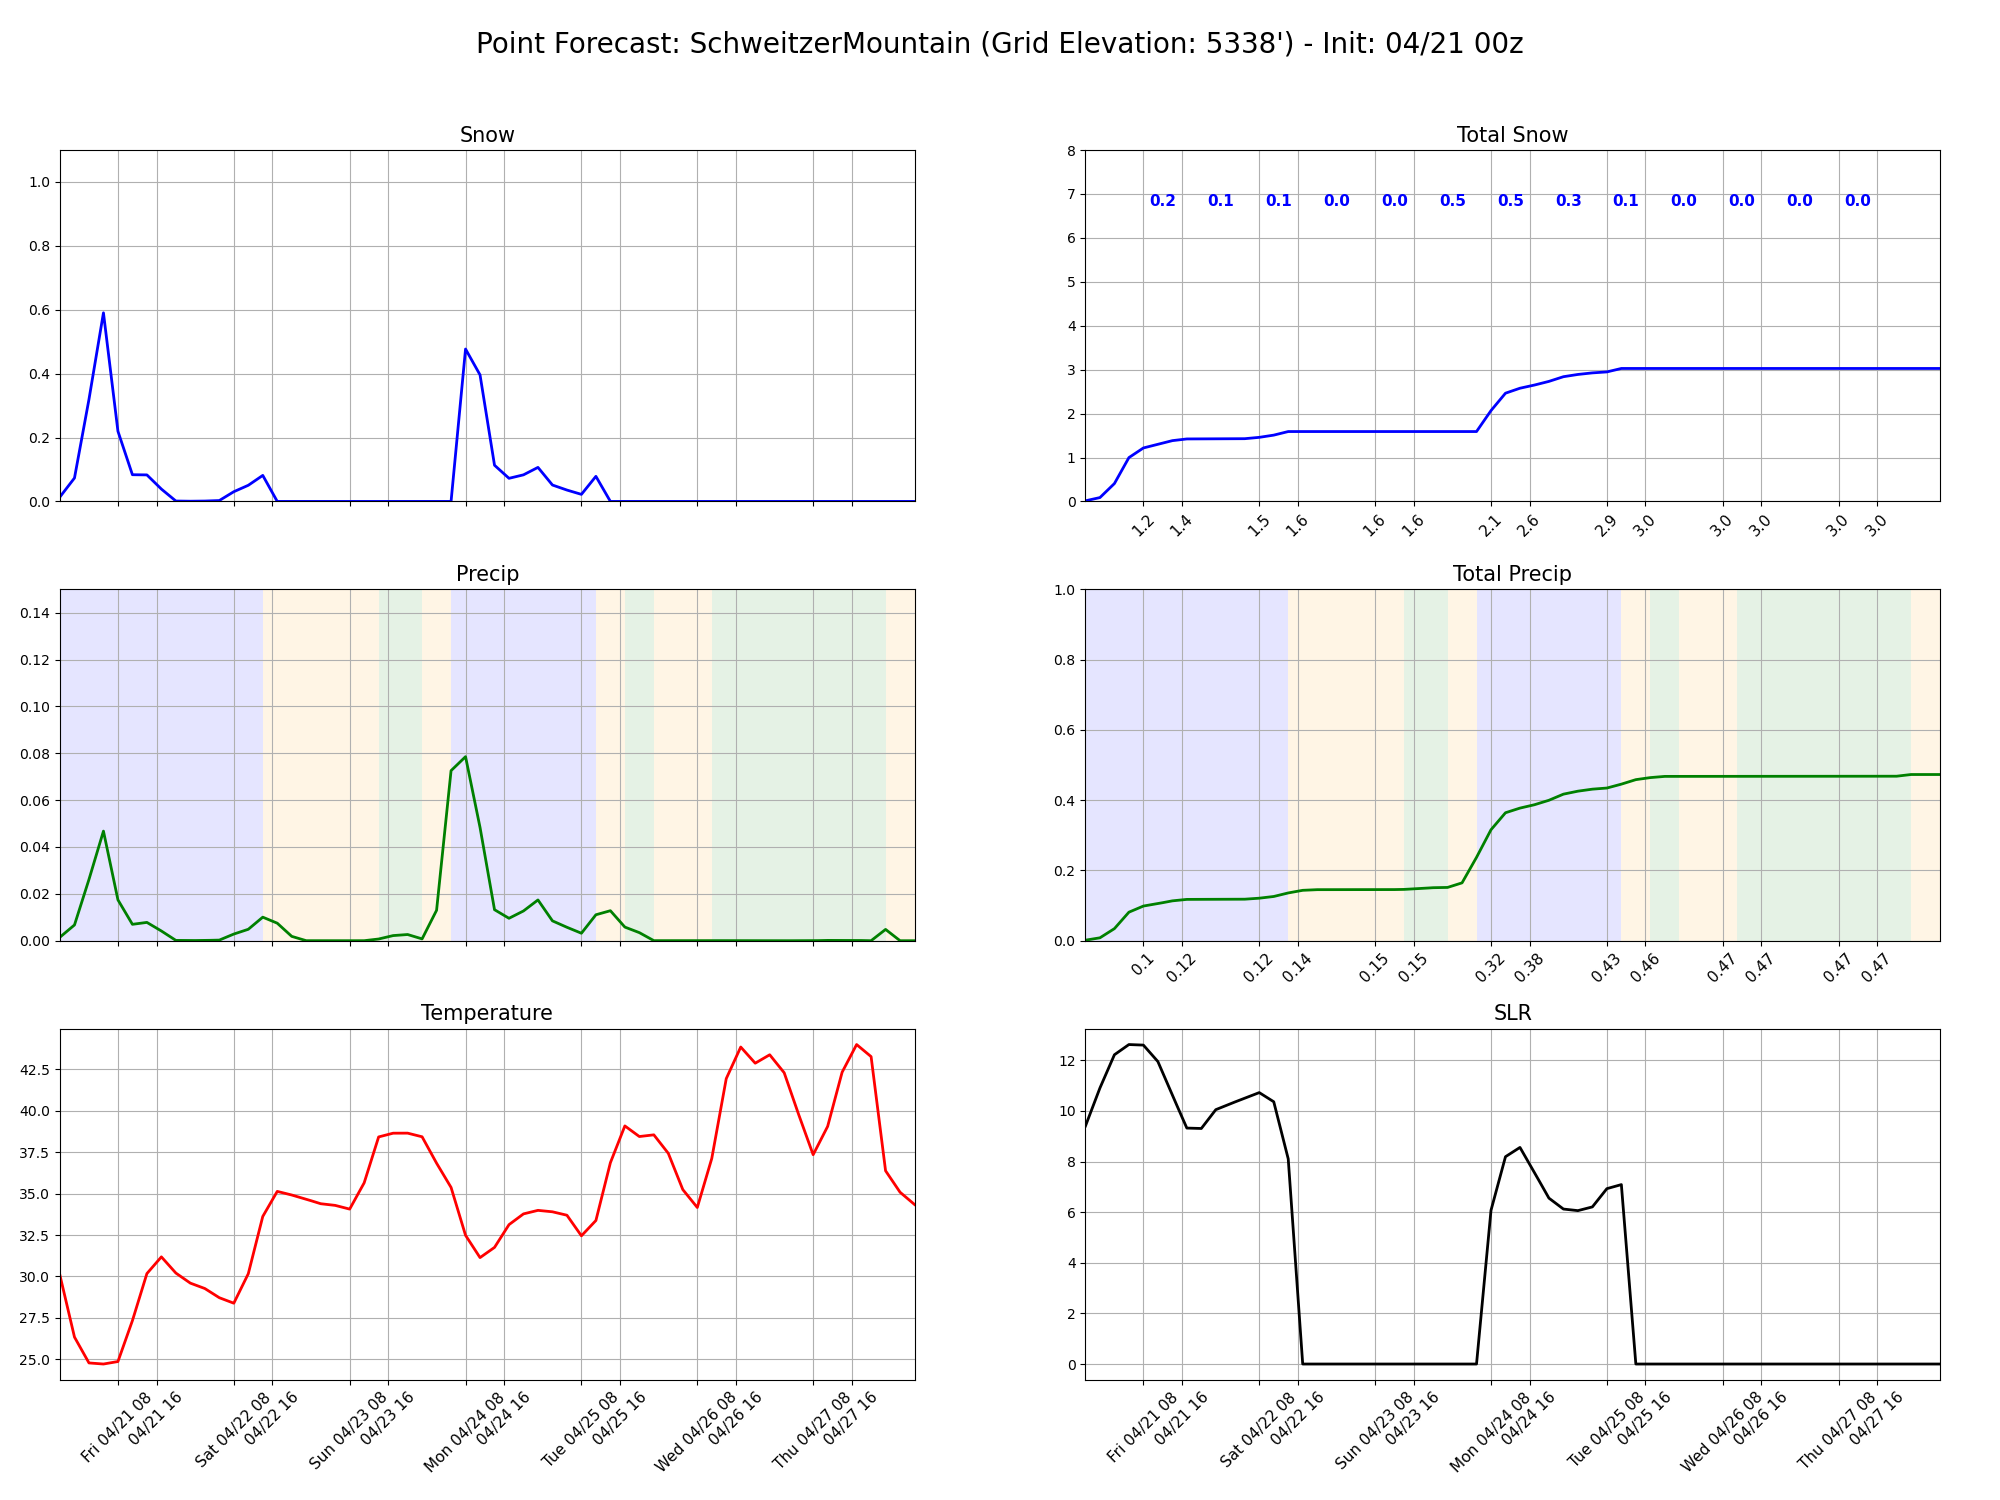 Point Forecast: SchweitzerMountain (Grid Elevation: 5338') - Init: 04/21 00z
Snow
1.0
0.8
0.6
0.4
0.2
0.0
Total Snow
8
7
6
5
4
3
2
1
0
0.2 0.1 0.1 0.0 0.0 0.5 0.5 0.3 0.1 0.0 0.0 0.0 0.0
1.2 1.4 1.5 1.6 1.6 1.6 2.1 2.6 2.9 3.0 3.0 3.0 3.0 3.0
Precip
0.14
0.12
0.10
0.08
0.06
0.04
0.02
0.00
Total Precip
1.0
0.8
0.6
0.4
0.2
0.0
0.1 0.12 0.12 0.14 0.15 0.15 0.32 0.38 0.43 0.46 0.47 0.47 0.47 0.47
Temperature
42.5
40.0
37.5
35.0
32.5
30.0
27.5
25.0
Fri 04/21 08
04/21 16
Sat 04/22 08
04/22 16
Sun 04/23 08
04/23 16
Mon 04/24 08
04/24 16
Tue 04/25 08
04/25 16
Wed 04/26 08
04/26 16
Thu 04/27 08
04/27 16
SLR
12
10
8
6
4
2
0
Fri 04/21 08
04/21 16
Sat 04/22 08
04/22 16
Sun 04/23 08
04/23 16
Mon 04/24 08
04/24 16
Tue 04/25 08
04/25 16
Wed 04/26 08
04/26 16
Thu 04/27 08
04/27 16